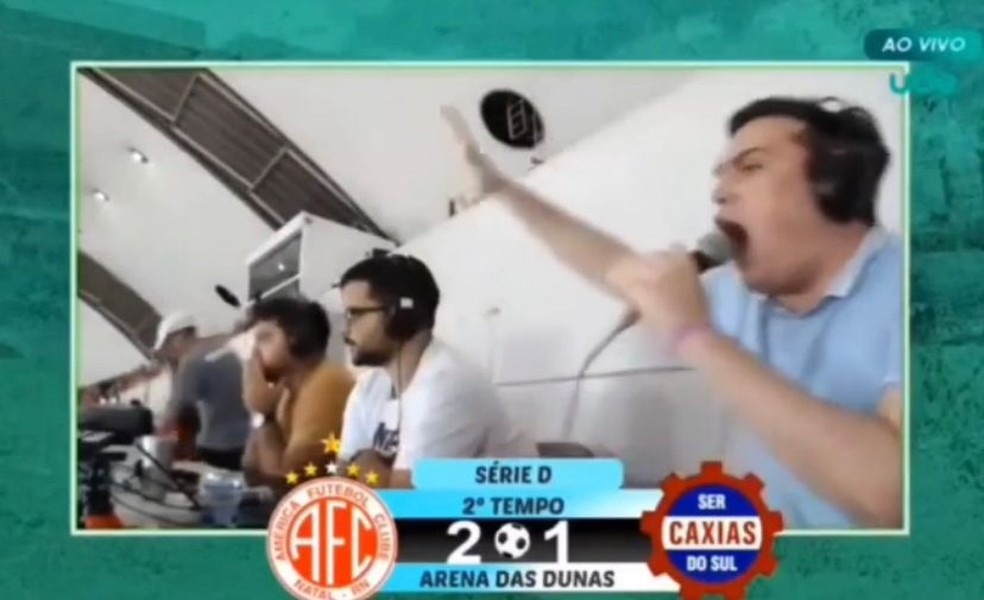 AO VIVO
SÉRIE D
2º TEMPO
2 1
ARENA DAS DUNAS
AMERICA FUTEBOL CLUBE
AFC
NATAL - RN
SER
CAXIAS
DO SUL